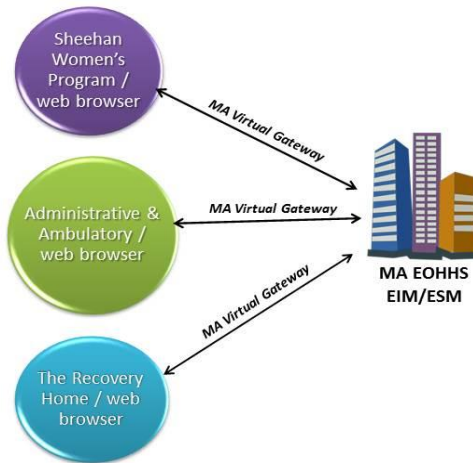 Sheehan
Women's
Program /
web browser
MA Virtual Gateway
Administrative &
Ambulatory /
web browser
MA Virtual Gateway
MA EOHHS
EIM/ESM
MA Virtual Gateway
The Recovery
Home / web
browser